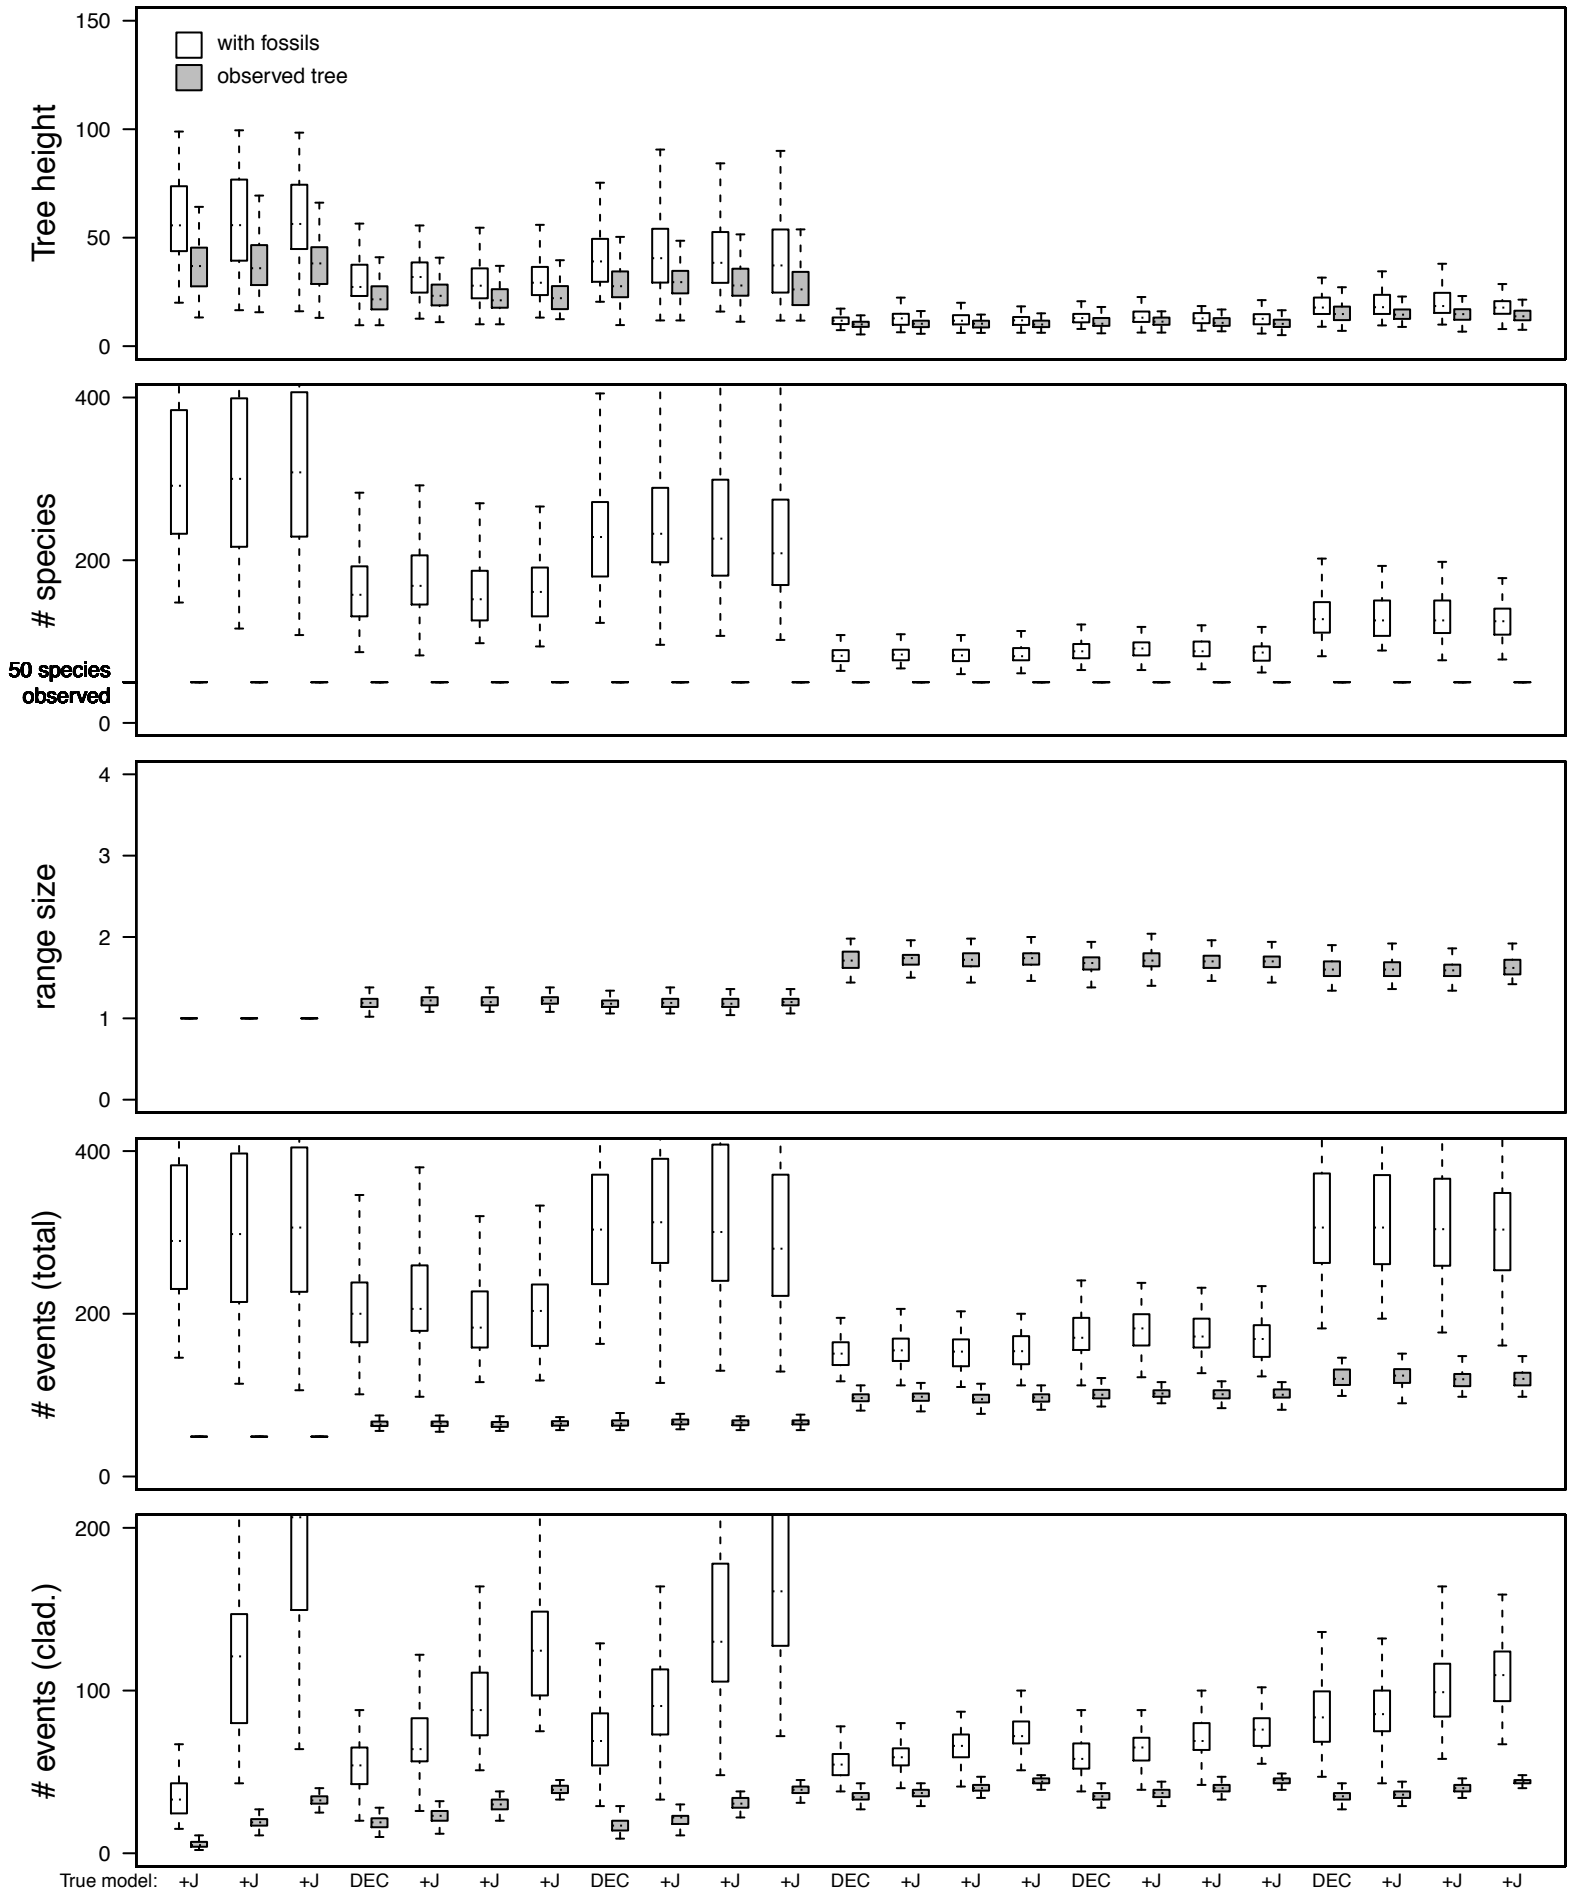 150
with fossils
observed tree
100
50
0
Tree height
400
200
50 species
observed
0
# species
4
3
2
1
0
range size
400
200
0
# events (total)
200
100
0
# events (clad.)
True model: +J +J +J DEC +J +J +J DEC +J +J +J DEC +J +J +J DEC +J +J +J DEC +J +J +J